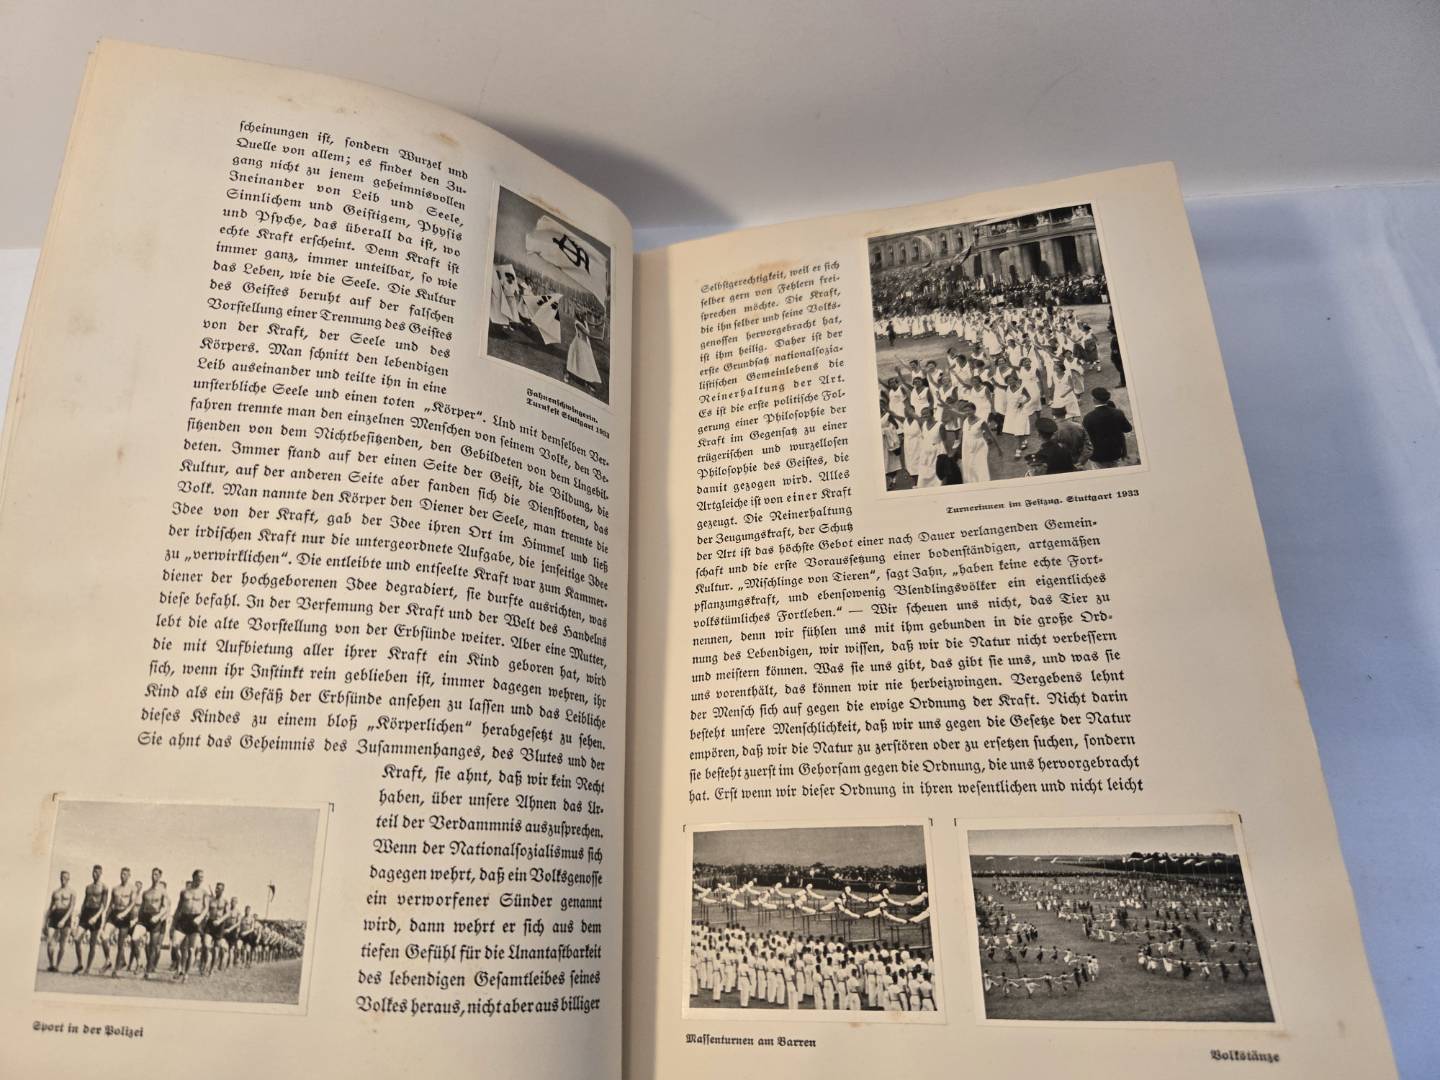 scheinungen ist, sondern Wurzel und
Quelle von allem; es findet den Zu-
gang nicht zu jenem geheimnisvollen
Ineinander von Leib und Seele,
Sinnlichem und Geistigem, Physis
und Psyche, das überall da ist, wo
echte Kraft erscheint. Denn Kraft ist
immer ganz, immer unteilbar, so wie
das Leben, wie die Seele. Die Kultur
des Geistes beruht auf der falschen
Vorstellung einer Trennung des Geistes
von der Kraft, der Seele und des
Körpers. Man schnitt den lebendigen
Leib auseinander und teilte ihn in eine
unsterbliche Seele und einen toten „Körper“. Und mit demselben Ver-
fahren trennte man den einzelnen Menschen von seinem Volke, den Be-
sitzenden von dem Nichtbesitzenden, den Gebildeten von dem Ungebil-
deten. Immer stand auf der einen Seite der Geist, die Bildung, die
Kultur, auf der anderen Seite aber fanden sich die Dienstboten, das
Volk. Man nannte den Körper den Diener der Seele, man trennte die
Idee von der Kraft, gab der Idee ihren Ort im Himmel und ließ
der irdischen Kraft nur die untergeordnete Aufgabe, die jenseitige Idee
zu „verwirklichen“. Die entleibte und entseelte Kraft war zum Kammer-
diener der hochgeborenen Idee degradiert, sie durfte ausrichten, was
diese befahl. In der Verfemung der Kraft und der Welt des Handelns
lebt die alte Vorstellung von der Erbsünde weiter. Aber eine Mutter,
die mit Aufbietung aller ihrer Kraft ein Kind geboren hat, wird
sich, wenn ihr Instinkt rein geblieben ist, immer dagegen wehren, ihr
Kind als ein Gefäß der Erbsünde ansehen zu lassen und das Leibliche
dieses Kindes zu einem bloß „Körperlichen“ herabgesetzt zu sehen.
Sie ahnt das Geheimnis des Zusammenhanges, des Blutes und der
Kraft, sie ahnt, daß wir kein Recht
haben, über unsere Ahnen das Ur-
teil der Verdammnis auszusprechen.
Wenn der Nationalsozialismus sich
dagegen wehrt, daß ein Volksgenosse
ein verworfener Sünder genannt
wird, dann wehrt er sich aus dem
tiefen Gefühl für die Unantastbarkeit
des lebendigen Gesamtleibes seines
Volkes heraus, nicht aber aus billiger
Fahnenschwingerin.
Turnfest Stuttgart 1933
Sport in der Polizei
Selbstgerechtigkeit, weil er sich
selber gern von Fehlern frei-
sprechen möchte. Die Kraft,
die ihn selber und seine Volks-
genossen hervorgebracht hat,
ist ihm heilig. Daher ist der
erste Grundsatz nationalsozia-
listischen Gemeinlebens die
Reinerhaltung der Art.
Es ist die erste politische Fol-
gerung einer Philosophie der
Kraft im Gegensatz zu einer
trügerischen und wurzellosen
Philosophie des Geistes, die
damit gezogen wird. Alles
Artgleiche ist von einer Kraft
gezeugt. Die Reinerhaltung
der Zeugungskraft, der Schutz
der Art ist das höchste Gebot einer nach Dauer verlangenden Gemein-
schaft und die erste Voraussetzung einer bodenständigen, artgemäßen
Kultur. „Mischlinge von Tieren“, sagt Jahn, „haben keine echte Fort-
pflanzungskraft, und ebensowenig Blendlingsvölker ein eigentliches
volkstümliches Fortleben.“ — Wir scheuen uns nicht, das Tier zu
nennen, denn wir fühlen uns mit ihm gebunden in die große Ord-
nung des Lebendigen, wir wissen, daß wir die Natur nicht verbessern
und meistern können. Was sie uns gibt, das gibt sie uns, und was sie
uns vorenthält, das können wir nie herbeizwingen. Vergebens lehnt
der Mensch sich auf gegen die ewige Ordnung der Kraft. Nicht darin
besteht unsere Menschlichkeit, daß wir uns gegen die Gesetze der Natur
empören, daß wir die Natur zu zerstören oder zu ersetzen suchen, sondern
sie besteht zuerst im Gehorsam gegen die Ordnung, die uns hervorgebracht
hat. Erst wenn wir dieser Ordnung in ihren wesentlichen und nicht leicht
Turnerinnen im Festzug. Stuttgart 1933
Massenturnen am Barren
Volkstänze